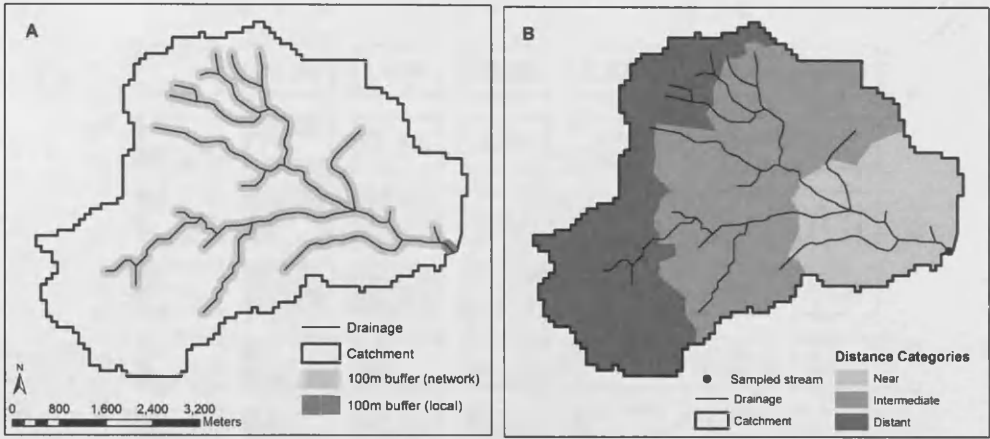 A
Drainage
Catchment
100m buffer (network)
100m buffer (local)
N
0 800 1,600 2,400 3,200
Meters
B
Distance Categories
Sampled stream
Drainage
Catchment
Near
Intermediate
Distant